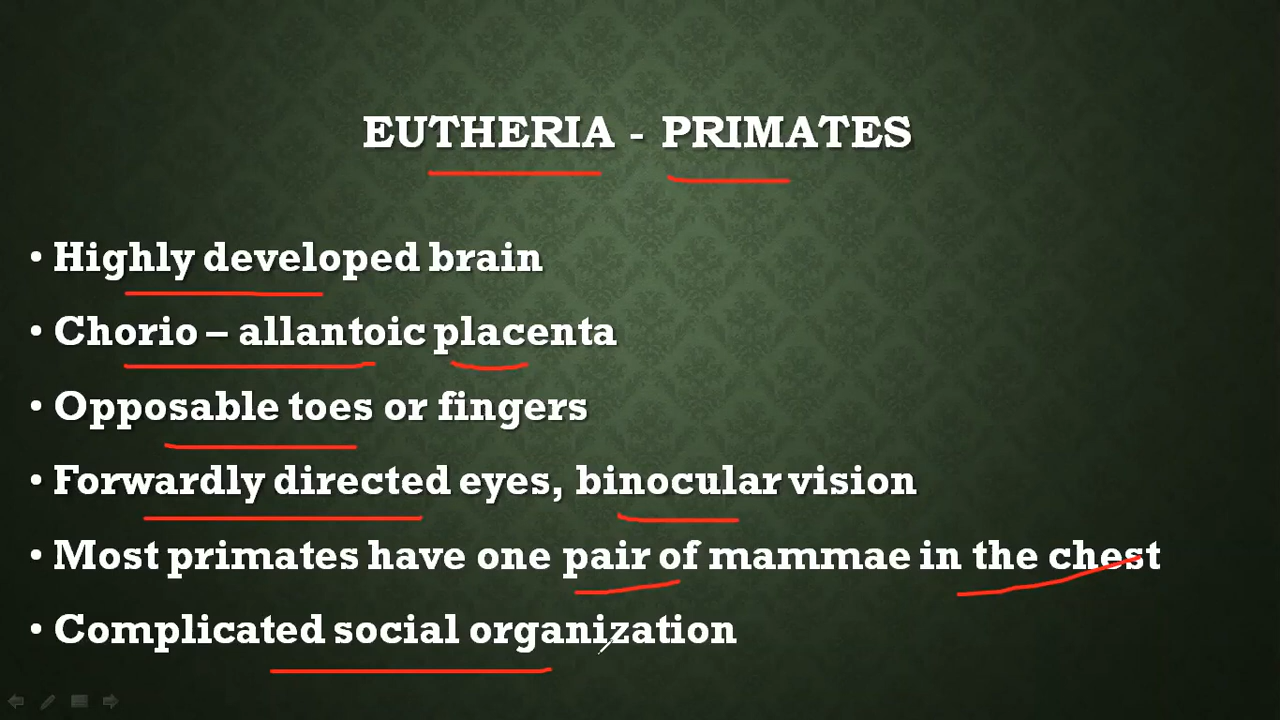 EUTHERIA - PRIMATES
• Highly developed brain
• Chorio – allantoic placenta
• Opposable toes or fingers
• Forwardly directed eyes, binocular vision
• Most primates have one pair of mammae in the chest
• Complicated social organization